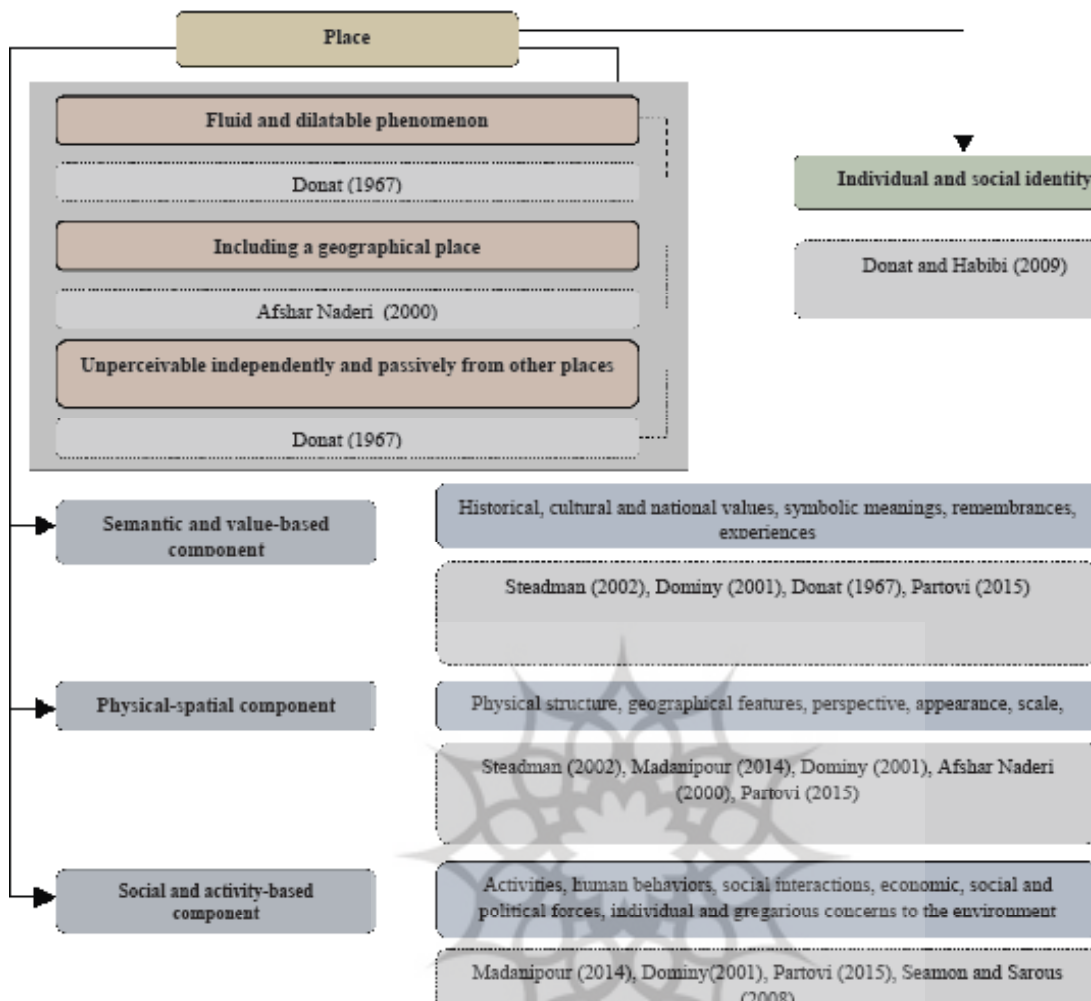 Place
Fluid and dilatable phenomenon
Donat (1967)
Including a geographical place
Afshar Naderi (2000)
Unperceivable independently and passively from other places
Donat (1967)
Individual and social identity
Donat and Habibi (2009)
Semantic and value-based
component
Historical, cultural and national values, symbolic meanings, remembrances,
experiences
Steadman (2002), Dominy (2001), Donat (1967), Partovi (2015)
Physical-spatial component
Physical structure, geographical features, perspective, appearance, scale,
Steadman (2002), Madanipour (2014), Dominy (2001), Afshar Naderi
(2000), Partovi (2015)
Social and activity-based
component
Activities, human behaviors, social interactions, economic, social and
political forces, individual and gregarious concerns to the environment
Madanipour (2014), Dominy(2001), Partovi (2015), Seamon and Sarous
(2008)